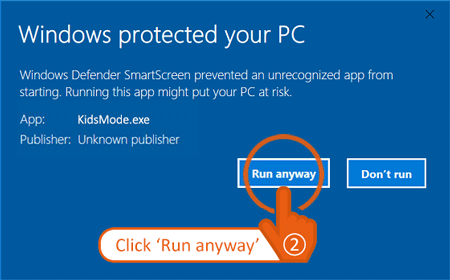 Windows protected your PC
Windows Defender SmartScreen prevented an unrecognized app from
starting. Running this app might put your PC at risk.
App: KidsMode.exe
Publisher: Unknown publisher
Run anyway Don't run
Click ‘Run anyway’ 2